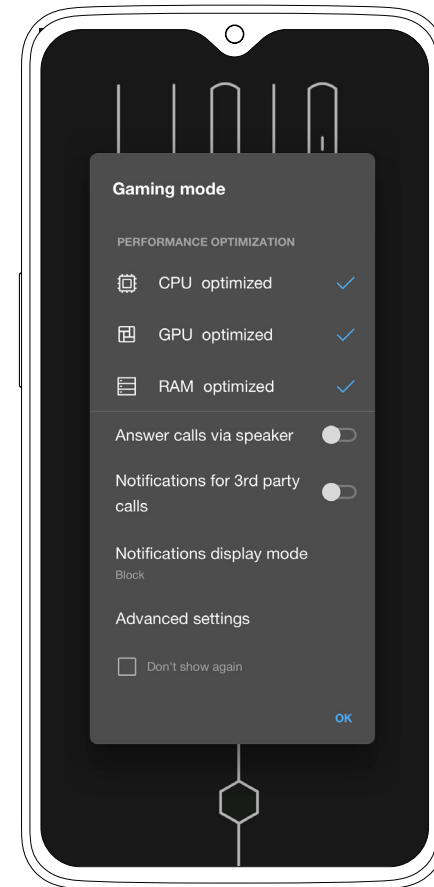 Gaming mode
PERFORMANCE OPTIMIZATION
CPU optimized
GPU optimized
RAM optimized
Answer calls via speaker
Notifications for 3rd party
calls
Notifications display mode
Block
Advanced settings
Don't show again
OK